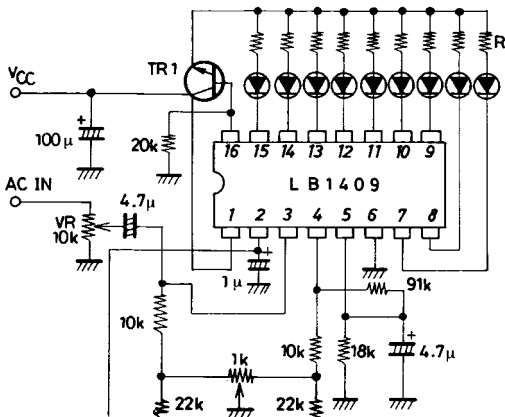 R
TR1
VCC
100μ
20k
16 15 14 13 12 11 10 9
LB1409
1 2 3 4 5 6 7 8
AC IN
VR
10k
4.7μ
1μ
91k
10k
1k
10k
18k
4.7μ
22k
22k